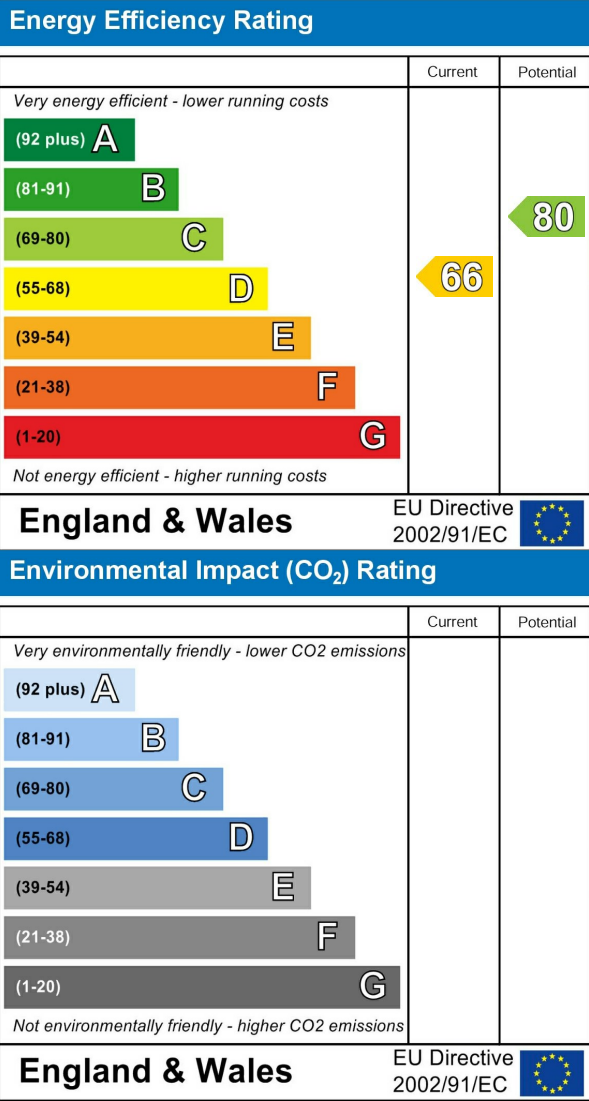 Energy Efficiency Rating
Current Potential
Very energy efficient - lower running costs
(92 plus) A
(81-91) B
(69-80) C
80
(55-68) D
66
(39-54) E
(21-38) F
(1-20) G
Not energy efficient - higher running costs
England & Wales
EU Directive
2002/91/EC
Environmental Impact (CO₂) Rating
Current Potential
Very environmentally friendly - lower CO2 emissions
(92 plus) A
(81-91) B
(69-80) C
(55-68) D
(39-54) E
(21-38) F
(1-20) G
Not environmentally friendly - higher CO2 emissions
England & Wales
EU Directive
2002/91/EC